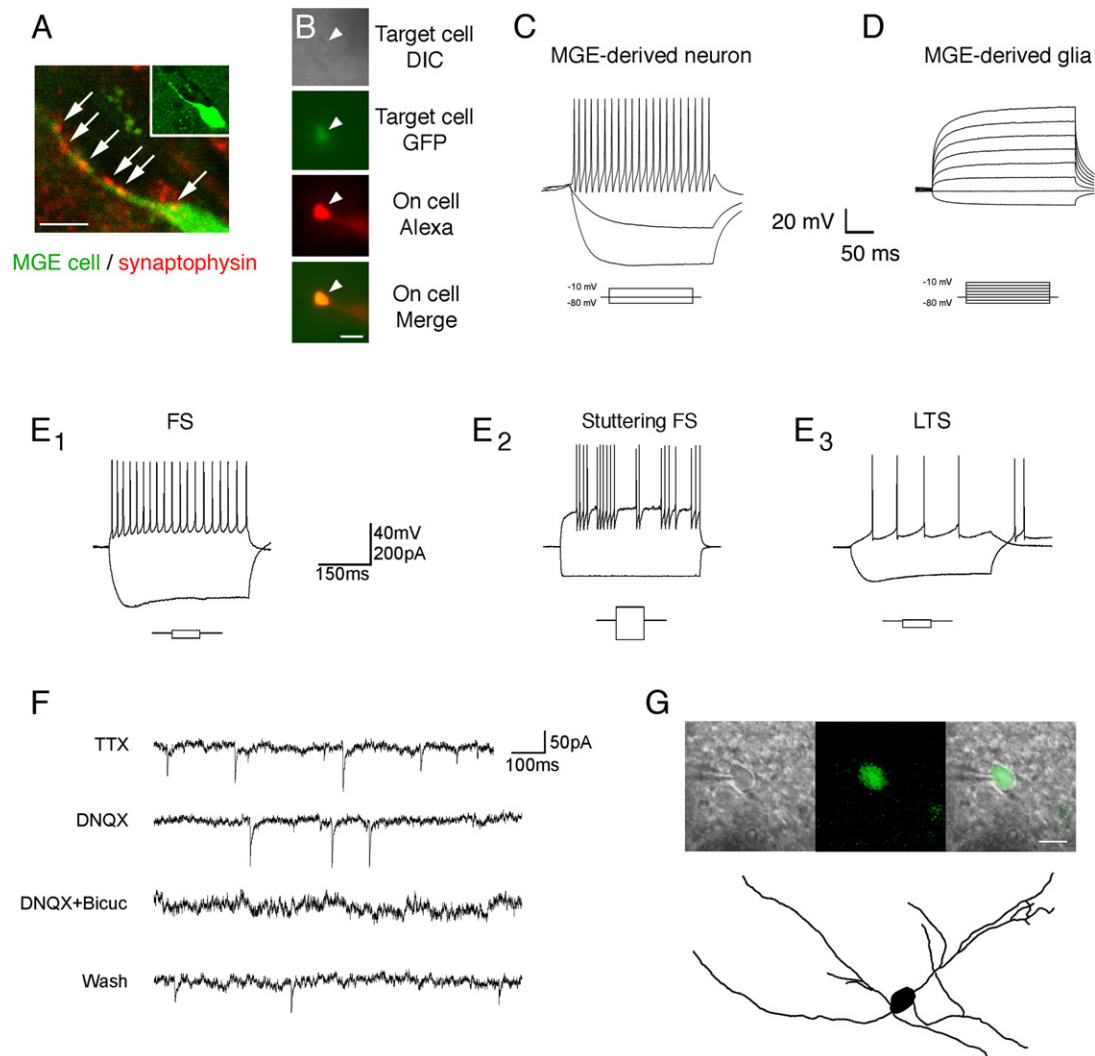 A
MGE cell / synaptophysin
B
Target cell
DIC
Target cell
GFP
On cell
Alexa
On cell
Merge
C
MGE-derived neuron
-10 mV
-80 mV
D
MGE-derived glia
20 mV
50 ms
-10 mV
-80 mV
E1
FS
40mV
200pA
150ms
E2
Stuttering FS
E3
LTS
F
TTX
50pA
100ms
DNQX
DNQX+Bicuc
Wash
G